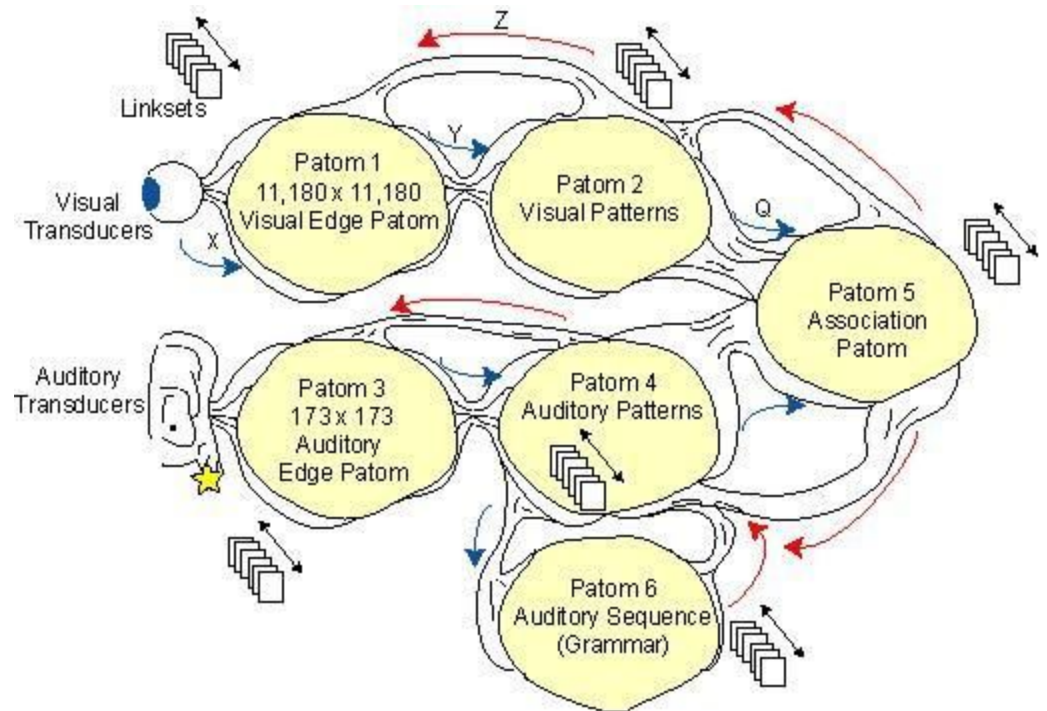 Z
Linksets
Y
Patom 1
11,180 x 11,180
Visual Edge Patom
Patom 2
Visual Patterns
Visual
Transducers
X
Q
Patom 5
Association
Patom
Auditory
Transducers
Patom 3
173 x 173
Auditory
Edge Patom
Patom 4
Auditory Patterns
Patom 6
Auditory Sequence
(Grammar)